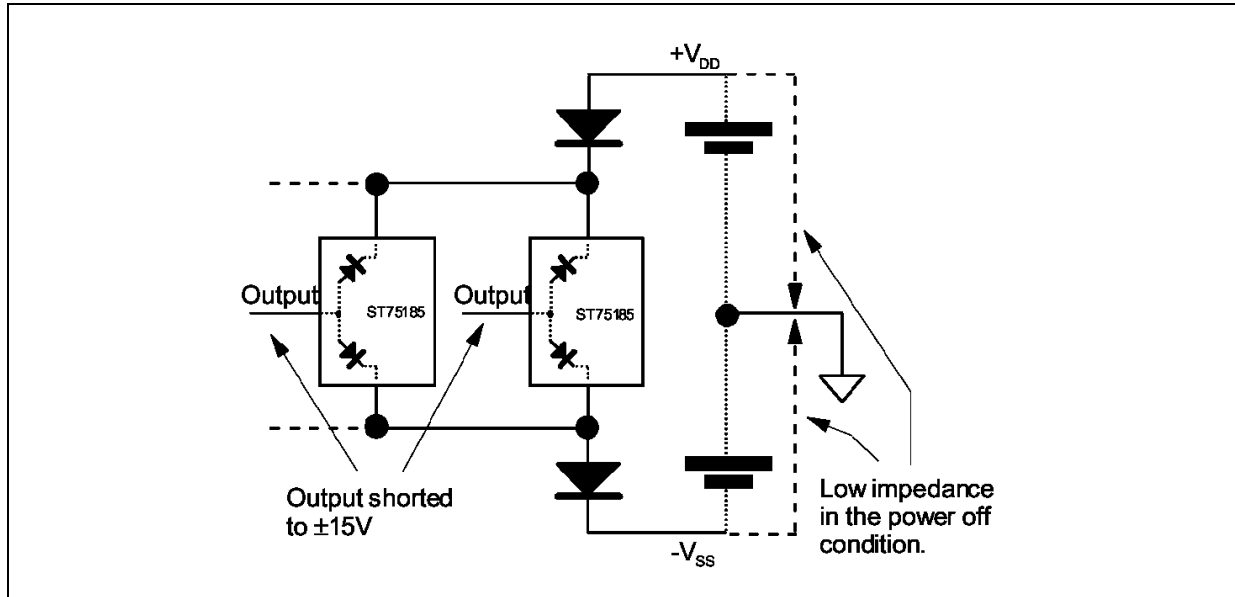 +VDD
Output
ST75185
Output
ST75185
Output shorted
to ±15V
Low impedance
in the power off
condition.
-VSS